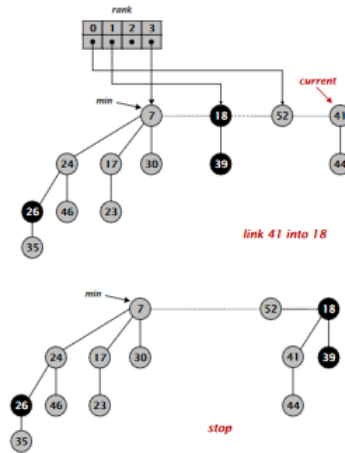 rank
0 1 2 3
current
min
7 18 52 41
24 17 30 39 44
26 46 23
35
link 41 into 18
min
7 52 18
24 17 30 41 39
26 46 23 44
35
stop